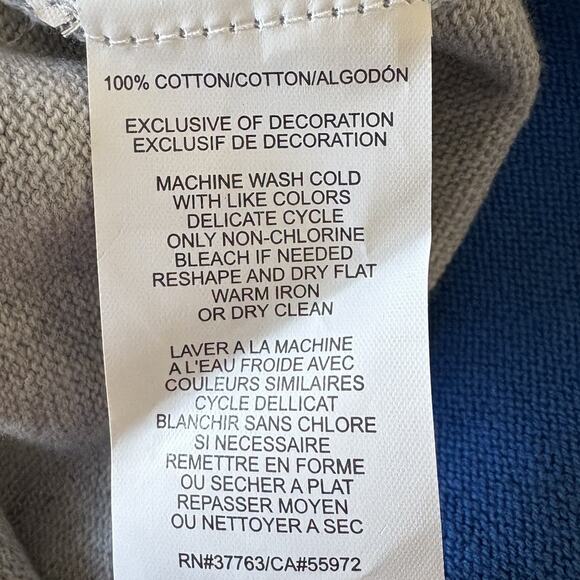 100% COTTON/COTTON/ALGODÓN
EXCLUSIVE OF DECORATION
EXCLUSIF DE DECORATION
MACHINE WASH COLD
WITH LIKE COLORS
DELICATE CYCLE
ONLY NON-CHLORINE
BLEACH IF NEEDED
RESHAPE AND DRY FLAT
WARM IRON
OR DRY CLEAN
LAVER A LA MACHINE
A L'EAU FROIDE AVEC
COULEURS SIMILAIRES
CYCLE DELLICAT
BLANCHIR SANS CHLORE
SI NECESSAIRE
REMETTRE EN FORME
OU SECHER A PLAT
REPASSER MOYEN
OU NETTOYER A SEC
RN#37763/CA#55972